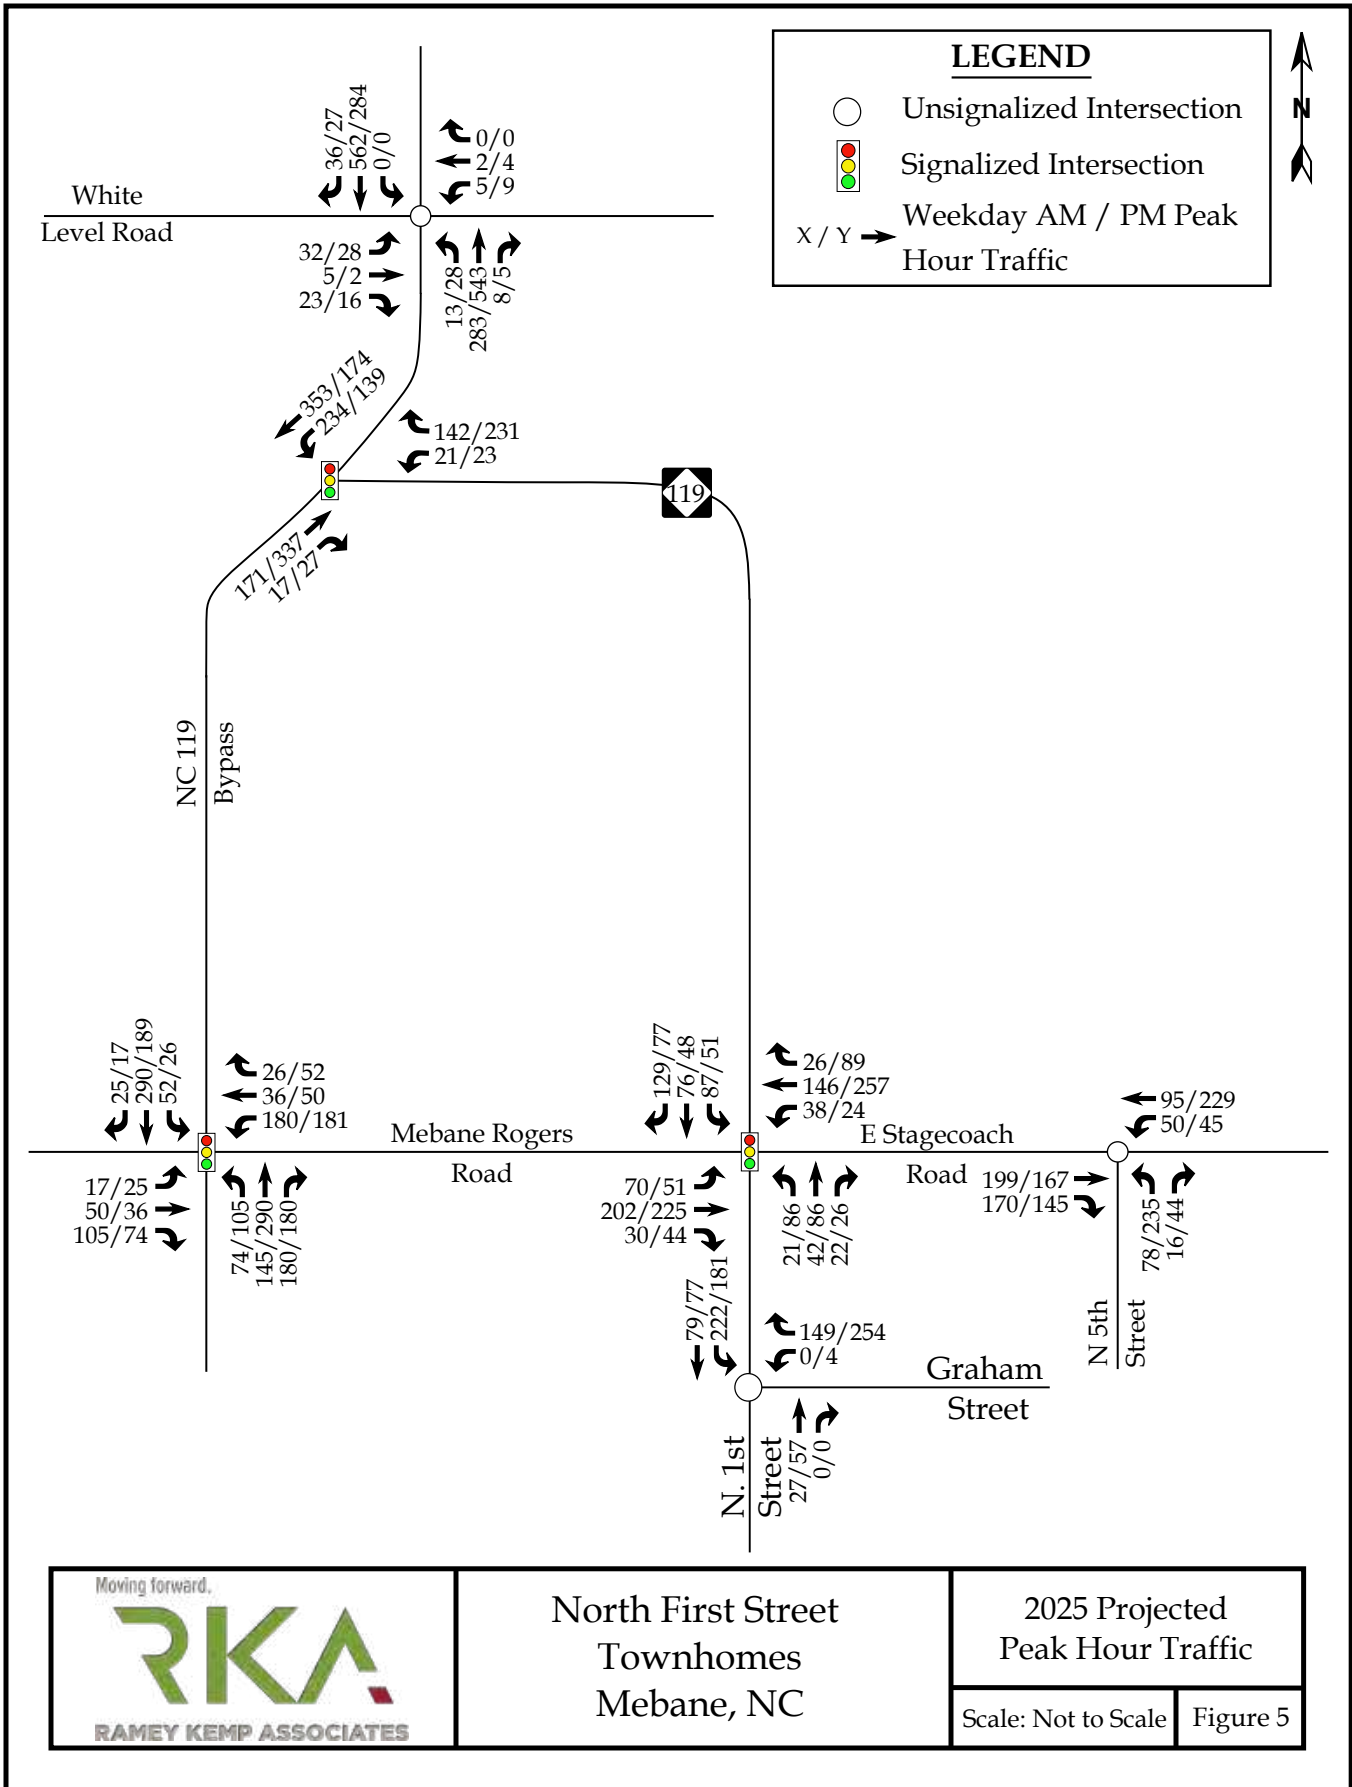 LEGEND
Unsignalized Intersection
Signalized Intersection
X / Y
Weekday AM / PM Peak
Hour Traffic
N
36/27
562/284
0/0
0/0
2/4
5/9
White
Level Road
32/28
5/2
23/16
13/28
283/543
8/5
353/174
234/139
142/231
21/23
119
171/337
17/27
NC 119
Bypass
25/17
290/189
52/26
26/52
36/50
180/181
129/77
76/48
87/51
26/89
146/257
38/24
95/229
50/45
Mebane Rogers
Road
E Stagecoach
Road
17/25
50/36
105/74
74/105
145/290
180/180
70/51
202/225
30/44
21/86
42/86
22/26
199/167
170/145
78/235
16/44
N 5th
Street
79/77
222/181
149/254
0/4
Graham
Street
N. 1st
Street
27/57
0/0
Moving forward.
RKA
RAMEY KEMP ASSOCIATES
North First Street
Townhomes
Mebane, NC
2025 Projected
Peak Hour Traffic
Scale: Not to Scale
Figure 5